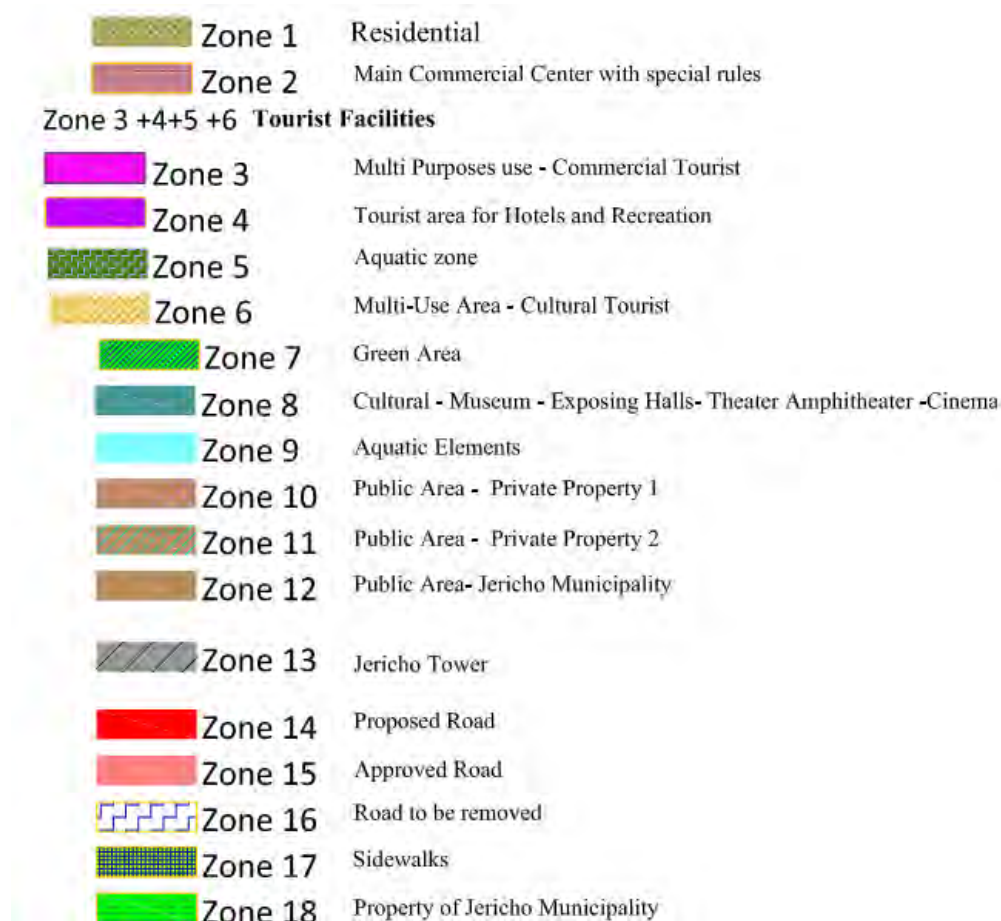 Zone 1 Residential
Zone 2 Main Commercial Center with special rules
Zone 3 +4+5 +6 Tourist Facilities
Zone 3 Multi Purposes use - Commercial Tourist
Zone 4 Tourist area for Hotels and Recreation
Zone 5 Aquatic zone
Zone 6 Multi-Use Area - Cultural Tourist
Zone 7 Green Area
Zone 8 Cultural - Museum - Exposing Halls- Theater Amphitheater -Cinema
Zone 9 Aquatic Elements
Zone 10 Public Area - Private Property 1
Zone 11 Public Area - Private Property 2
Zone 12 Public Area- Jericho Municipality
Zone 13 Jericho Tower
Zone 14 Proposed Road
Zone 15 Approved Road
Zone 16 Road to be removed
Zone 17 Sidewalks
Zone 18 Property of Jericho Municipality